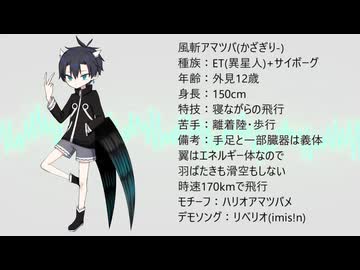 風斬アマツバ(かざぎり-)
種族：ET(異星人)+サイボーグ
年齢：外見12歳
身長：150cm
特技：寝ながらの飛行
苦手：離着陸・歩行
備考：手足と一部臓器は義体
翼はエネルギー体なので
羽ばたきも滑空もしない
時速170kmで飛行
モチーフ：ハリオアマツバメ
デモソング：リベリオ(imis!n)